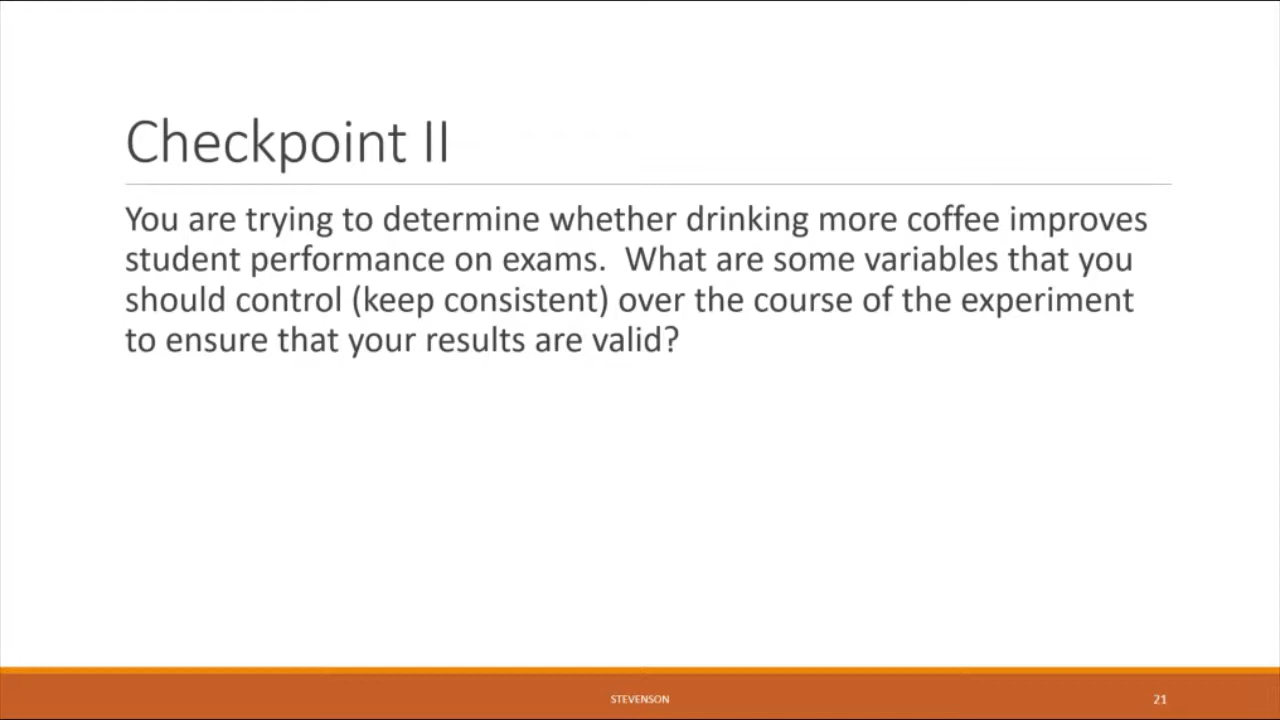 Checkpoint II
You are trying to determine whether drinking more coffee improves
student performance on exams.  What are some variables that you
should control (keep consistent) over the course of the experiment
to ensure that your results are valid?
STEVENSON
21